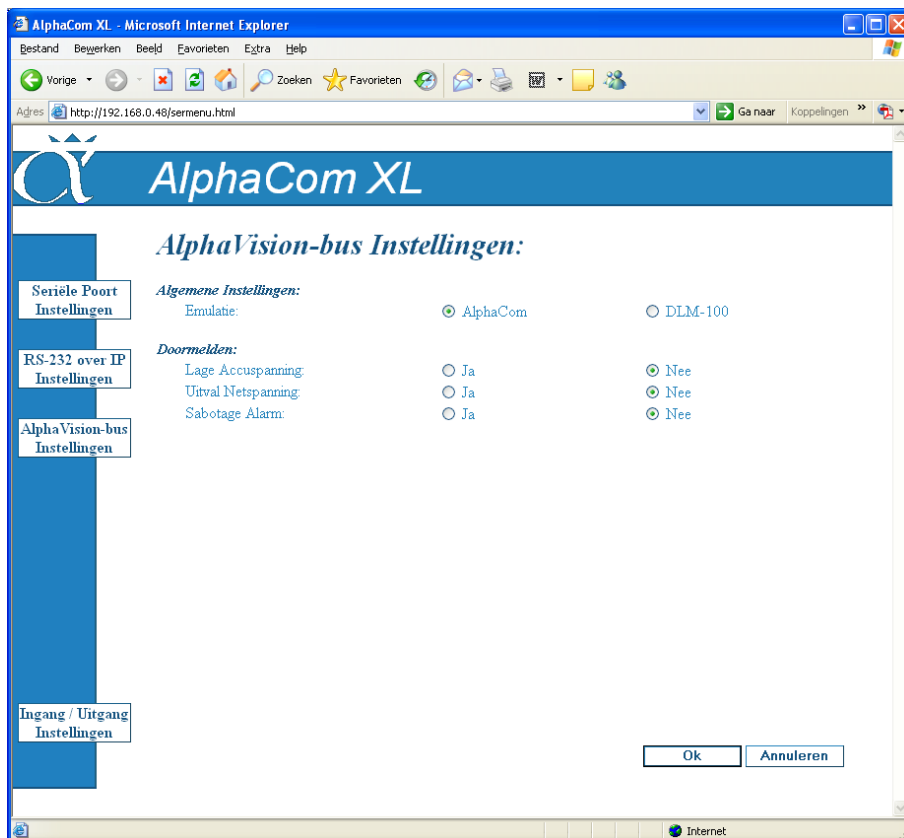 AlphaCom XL - Microsoft Internet Explorer
Bestand Bewerken Beeld Favorieten Extra Help
Vorige Zoeken Favorieten
Adres http://192.168.0.48/sermenu.html Ga naar Koppelingen »
AlphaCom XL
AlphaVision-bus Instellingen:
Seriële Poort
Instellingen
RS-232 over IP
Instellingen
AlphaVision-bus
Instellingen
Ingang / Uitgang
Instellingen
Algemene Instellingen:
Emulatie: AlphaCom DLM-100
Doormelden:
Lage Accuspanning: Ja Nee
Uitval Netspanning: Ja Nee
Sabotage Alarm: Ja Nee
Ok Annuleren
Internet